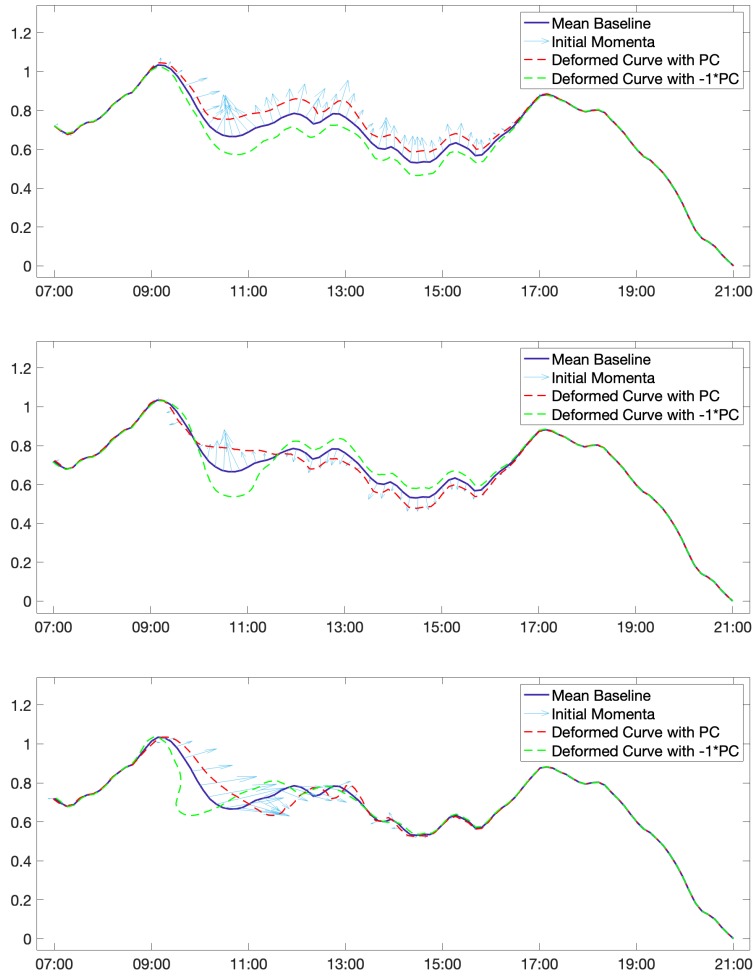 1.2
1
0.8
0.6
0.4
0.2
0
07:00 09:00 11:00 13:00 15:00 17:00 19:00 21:00
Mean Baseline
Initial Momenta
Deformed Curve with PC
Deformed Curve with -1*PC
1.2
1
0.8
0.6
0.4
0.2
0
07:00 09:00 11:00 13:00 15:00 17:00 19:00 21:00
Mean Baseline
Initial Momenta
Deformed Curve with PC
Deformed Curve with -1*PC
1.2
1
0.8
0.6
0.4
0.2
0
07:00 09:00 11:00 13:00 15:00 17:00 19:00 21:00
Mean Baseline
Initial Momenta
Deformed Curve with PC
Deformed Curve with -1*PC